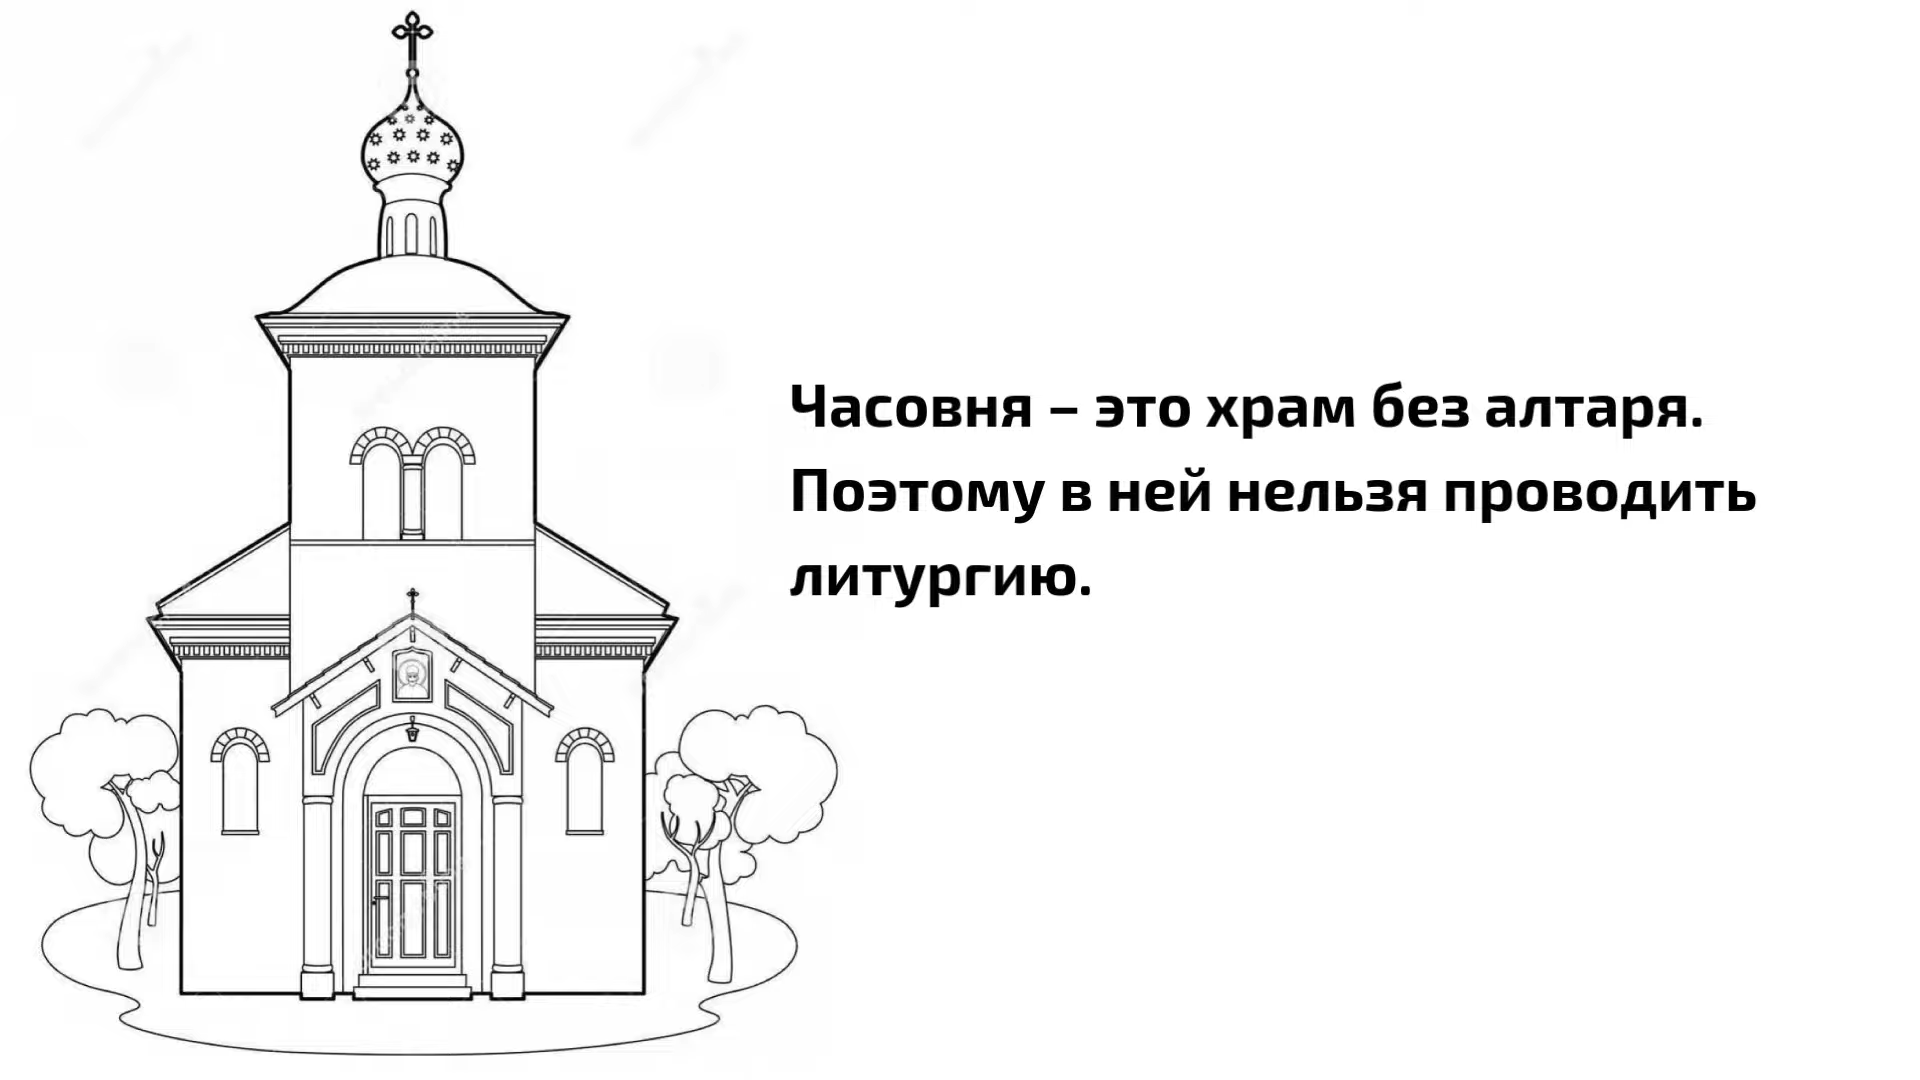 Часовня – это храм без алтаря.
Поэтому в ней нельзя проводить
литургию.